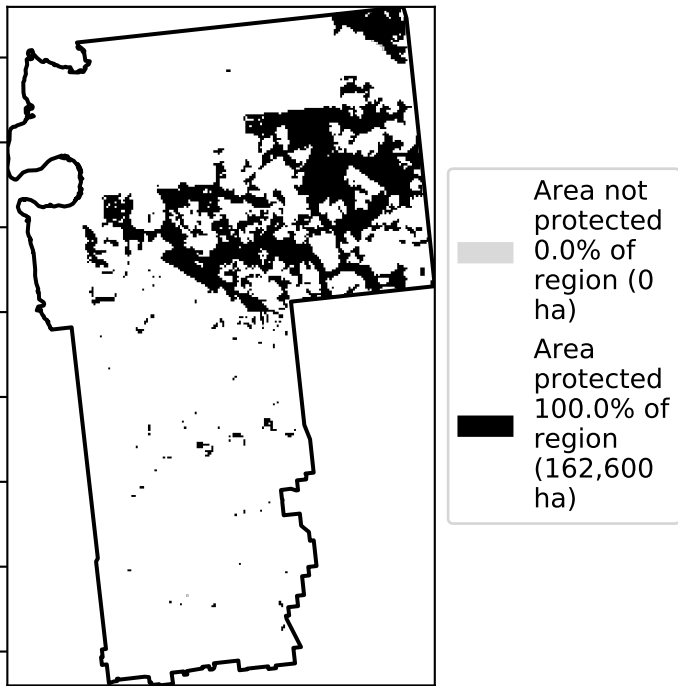 Area not
protected
0.0% of
region (0
ha)
Area
protected
100.0% of
region
(162,600
ha)